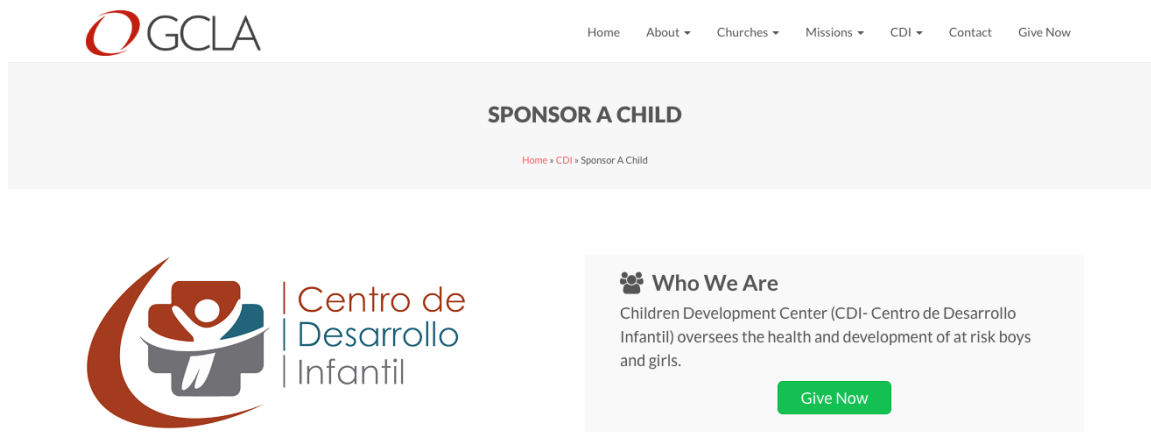 GCLA
Home About Churches Missions CDI Contact Give Now
SPONSOR A CHILD
Home » CDI » Sponsor A Child
Centro de
Desarrollo
Infantil
Who We Are
Children Development Center (CDI- Centro de Desarrollo
Infantil) oversees the health and development of at risk boys
and girls.
Give Now